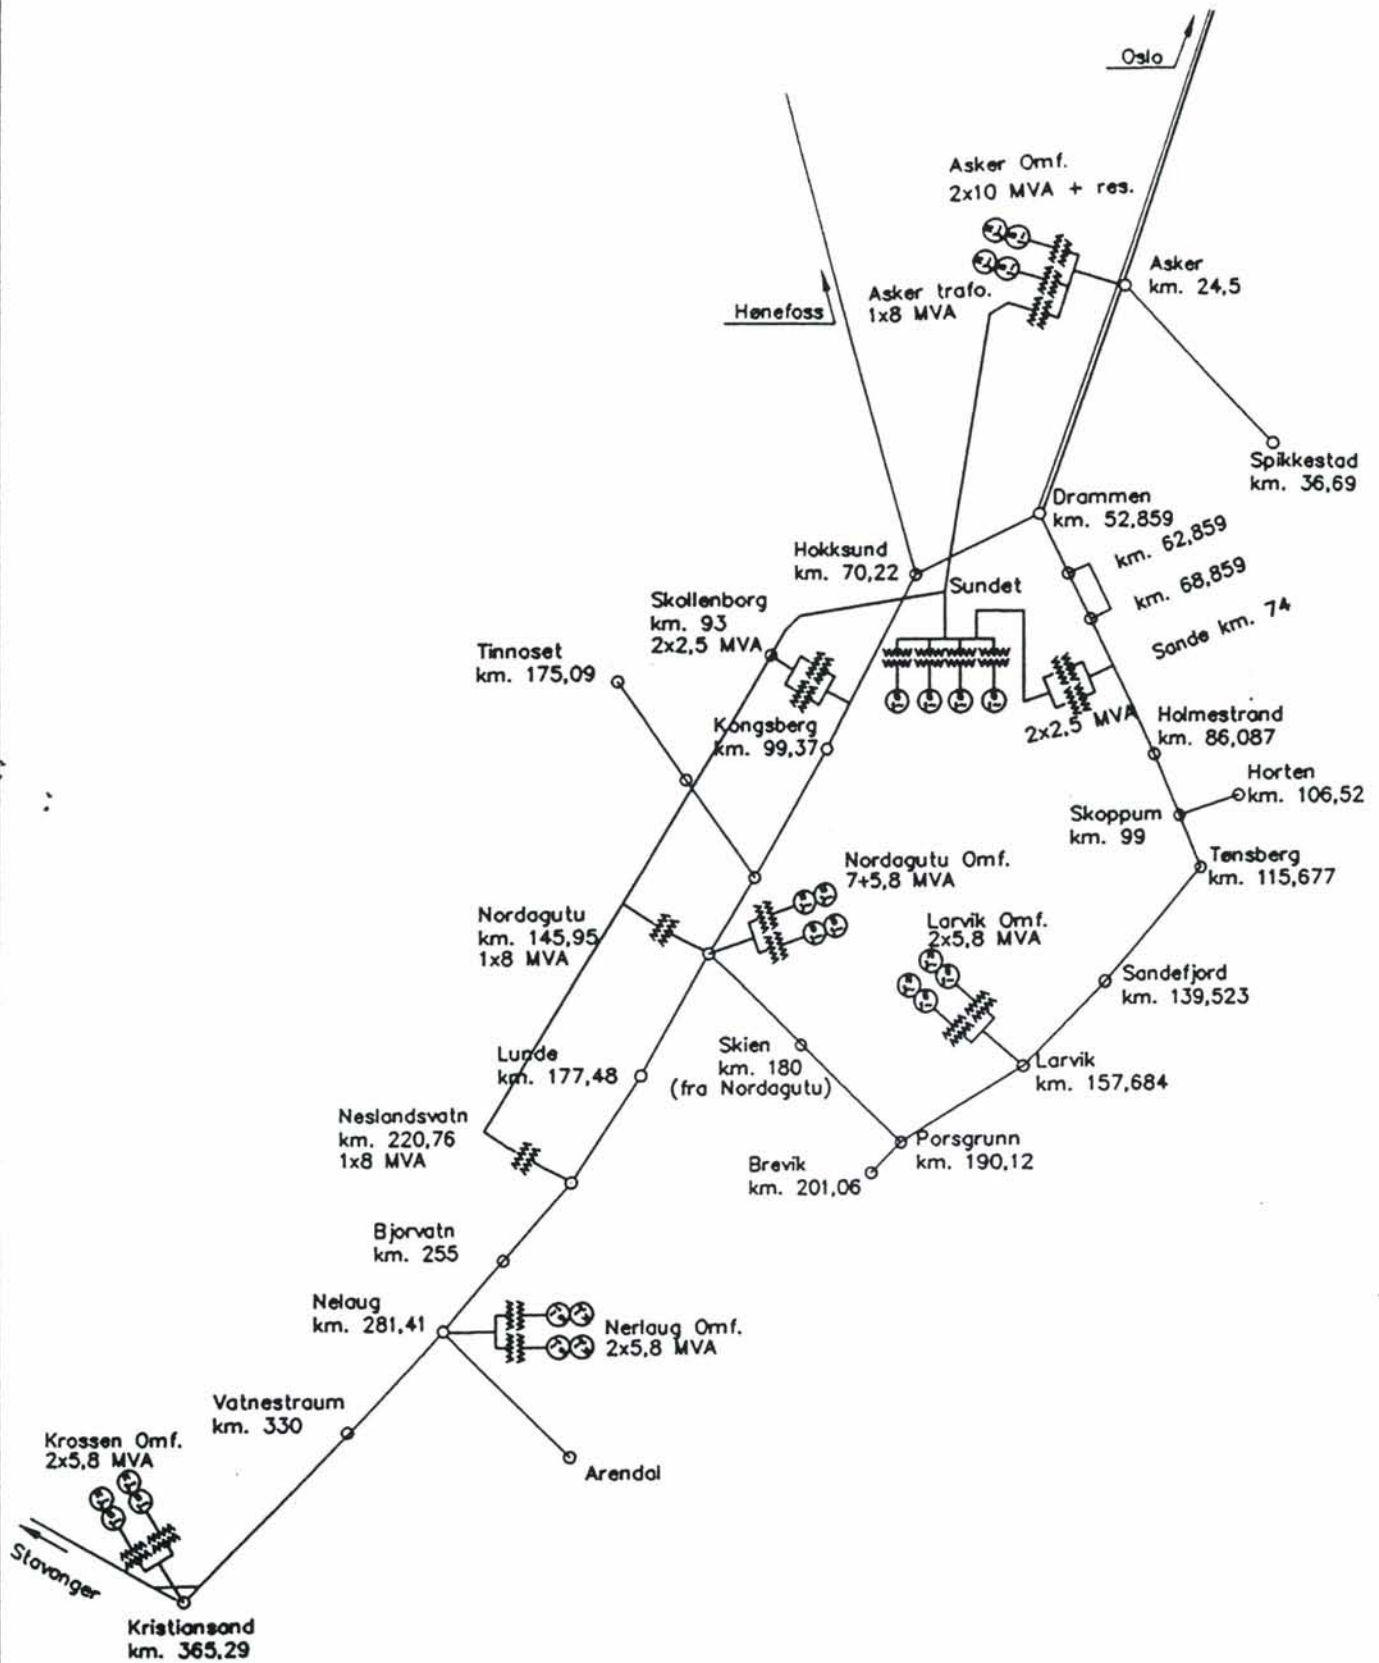 Oslo
Asker Omf.
2x10 MVA + res.
Asker
km. 24,5
Asker trafo.
1x8 MVA
Hønefoss
Spikkestad
km. 36,69
Drammen
km. 52,859
km. 62,859
km. 68,859
Hokksund
km. 70,22
Sundet
Sande km. 74
Skollenborg
km. 93
2x2,5 MVA
Tinnoset
km. 175,09
Kongsberg
km. 99,37
2x2,5 MVA
Holmestrand
km. 86,087
Horten
km. 106,52
Skoppum
km. 99
Tønsberg
km. 115,677
Nordagutu Omf.
7+5,8 MVA
Nordagutu
km. 145,95
1x8 MVA
Larvik Omf.
2x5,8 MVA
Sandefjord
km. 139,523
Skien
km. 180
(fra Nordagutu)
Larvik
km. 157,684
Lunde
km. 177,48
Neslandsvatn
km. 220,76
1x8 MVA
Porsgrunn
km. 190,12
Brevik
km. 201,06
Bjorvatn
km. 255
Nelaug
km. 281,41
Nerlaug Omf.
2x5,8 MVA
Vatnestraum
km. 330
Krossen Omf.
2x5,8 MVA
Arendal
Stavanger
Kristiansand
km. 365,29